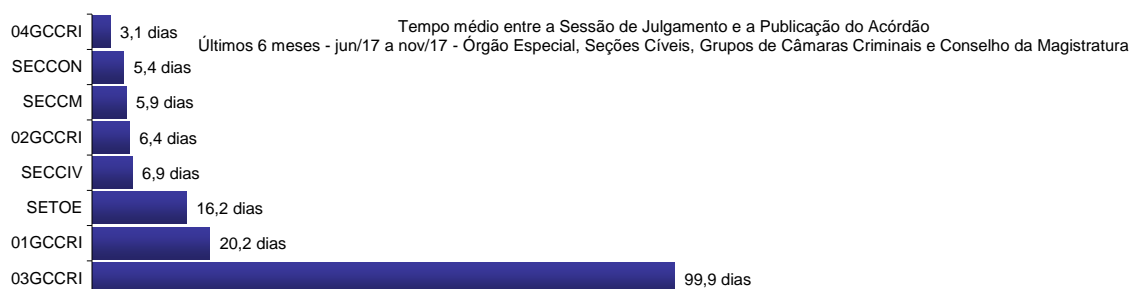 Tempo médio entre a Sessão de Julgamento e a Publicação do Acórdão
Últimos 6 meses - jun/17 a nov/17 - Órgão Especial, Seções Cíveis, Grupos de Câmaras Criminais e Conselho da Magistratura
04GCCRI 3,1 dias
SECCON 5,4 dias
SECCM 5,9 dias
02GCCRI 6,4 dias
SECCIV 6,9 dias
SETOE 16,2 dias
01GCCRI 20,2 dias
03GCCRI 99,9 dias